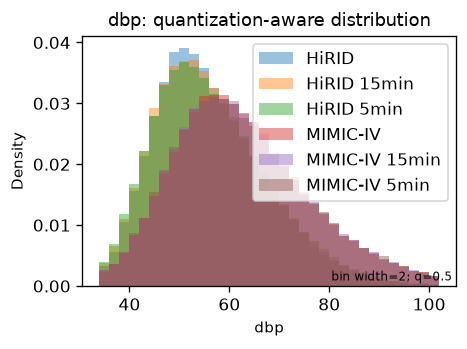 dbp: quantization-aware distribution
0.04
0.03
0.02
0.01
0.00
Density
HiRID
HiRID 15min
HiRID 5min
MIMIC-IV
MIMIC-IV 15min
MIMIC-IV 5min
bin width=2; q=0.5
40 60 80 100
dbp